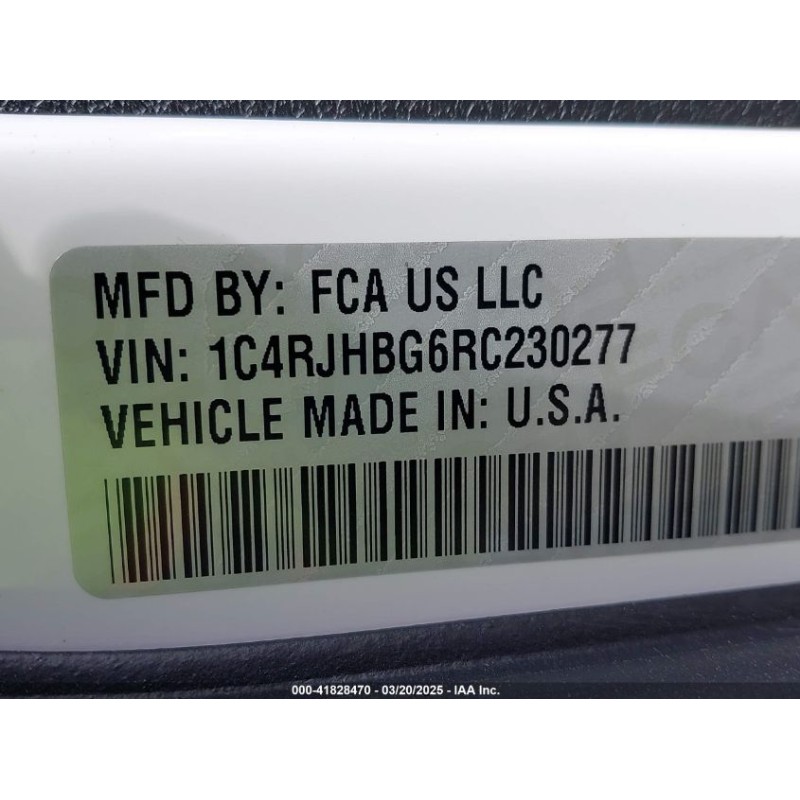 MFD BY: FCA US LLC
VIN: 1C4RJHBG6RC230277
VEHICLE MADE IN: U.S.A.
000-41828470 - 03/20/2025 - IAA Inc.